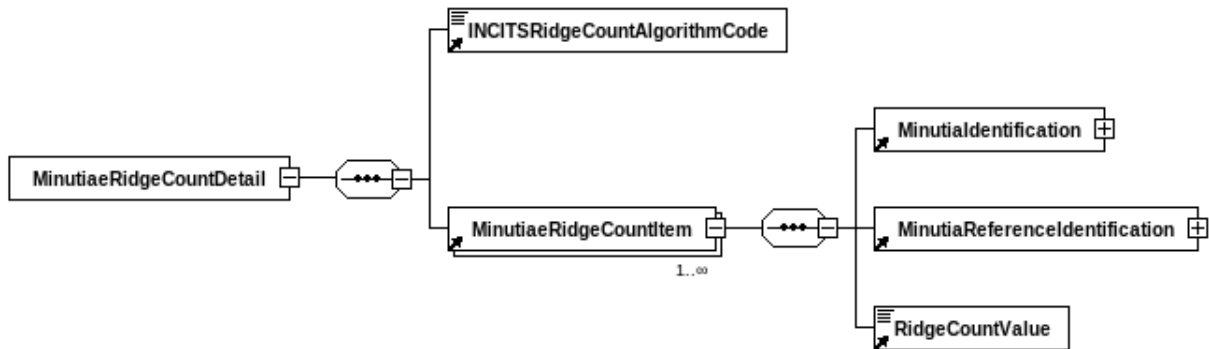 INCITSRidgeCountAlgorithmCode
MinutiaIdentification
MinutiaeRidgeCountDetail
MinutiaeRidgeCountItem
MinutiaReferenceIdentification
1..∞
RidgeCountValue